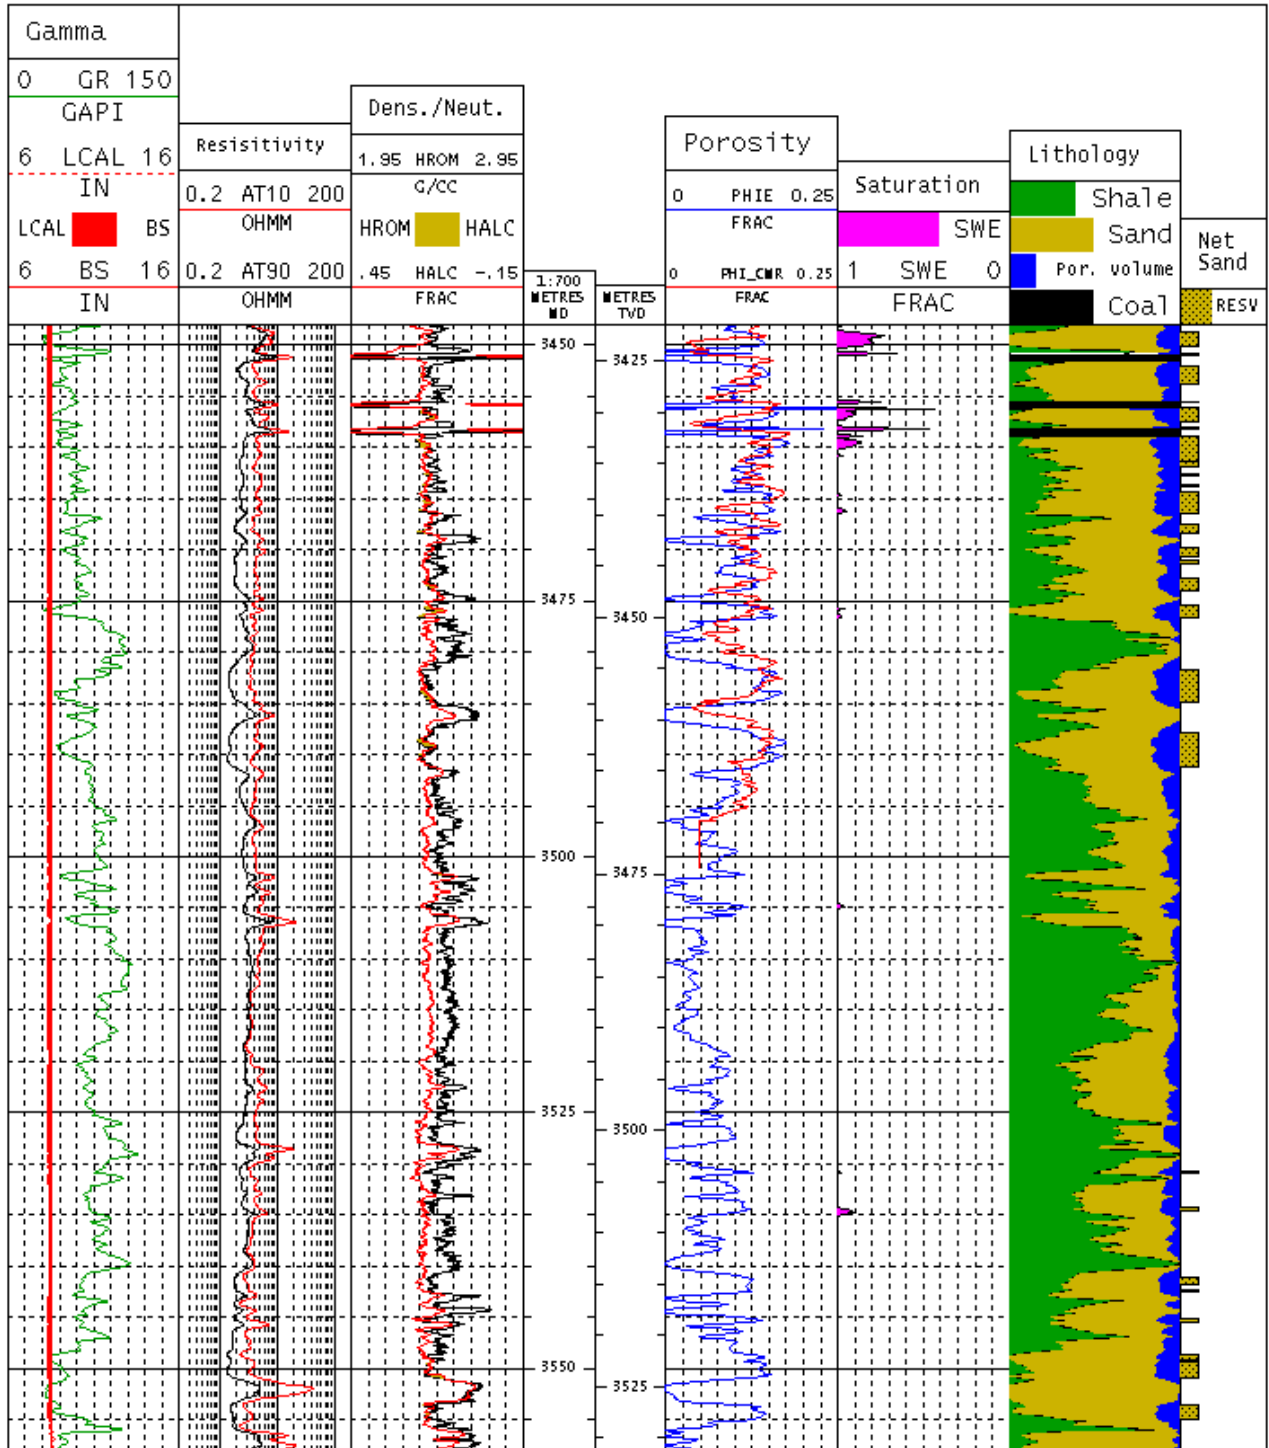 Gamma
0 GR 150
GAPI
6 LCAL 16
IN
LCAL BS
6 BS 16
IN
Resisitivity
0.2 AT10 200
OHMM
0.2 AT90 200
OHMM
Dens./Neut.
1.95 HROM 2.95
G/CC
HROM HALC
.45 HALC -.15
FRAC
1:700
METRES
MD
METRES
TVD
Porosity
0 PHIE 0.25
FRAC
0 PHI_CMR 0.25
FRAC
Saturation
SWE
1 SWE 0
FRAC
Lithology
Shale
Sand
Por. volume
Coal
Net
Sand
RESV
3450
3475
3500
3525
3550
3425
3450
3475
3500
3525